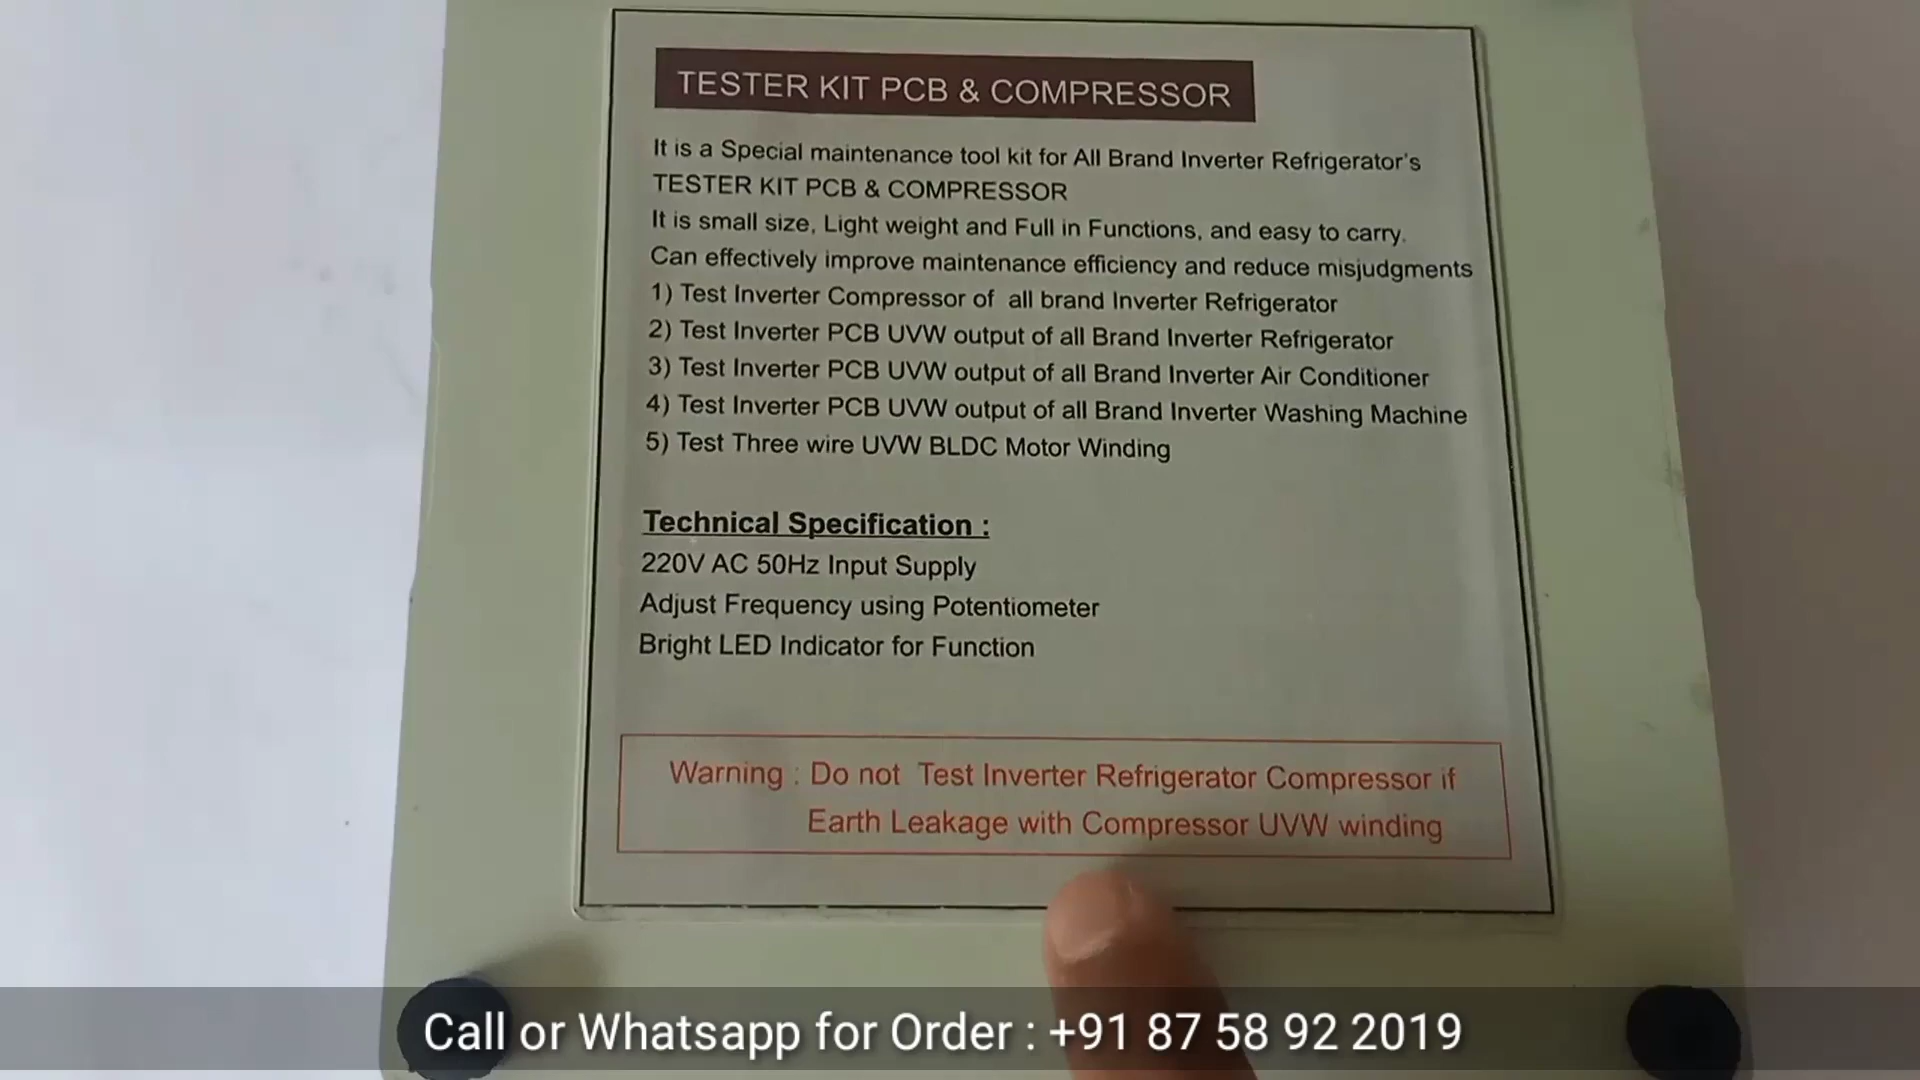 TESTER KIT PCB & COMPRESSOR
It is a Special maintenance tool kit for All Brand Inverter Refrigerator's
TESTER KIT PCB & COMPRESSOR
It is small size, Light weight and Full in Functions, and easy to carry.
Can effectively improve maintenance efficiency and reduce misjudgments
1) Test Inverter Compressor of all brand Inverter Refrigerator
2) Test Inverter PCB UVW output of all Brand Inverter Refrigerator
3) Test Inverter PCB UVW output of all Brand Inverter Air Conditioner
4) Test Inverter PCB UVW output of all Brand Inverter Washing Machine
5) Test Three wire UVW BLDC Motor Winding
Technical Specification :
220V AC 50Hz Input Supply
Adjust Frequency using Potentiometer
Bright LED Indicator for Function
Warning : Do not Test Inverter Refrigerator Compressor if
Earth Leakage with Compressor UVW winding
Call or Whatsapp for Order : +91 87 58 92 2019